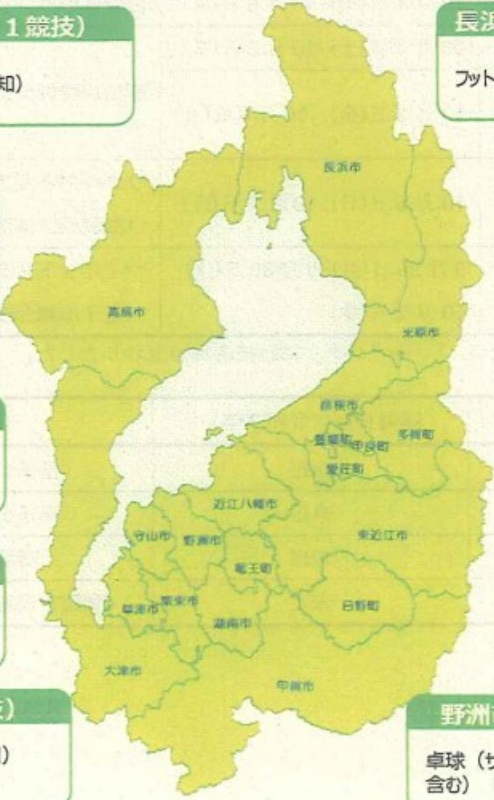 1競技)
知)
長浜
フット
長浜市
高島市
米原市
彦根市
豊郷町
甲良町
多賀町
愛荘町
近江八幡市
東近江市
守山市
野洲市
竜王町
草津市
栗東市
湖南市
日野町
大津市
甲賀市
)
野洲
卓球(サ
含む)